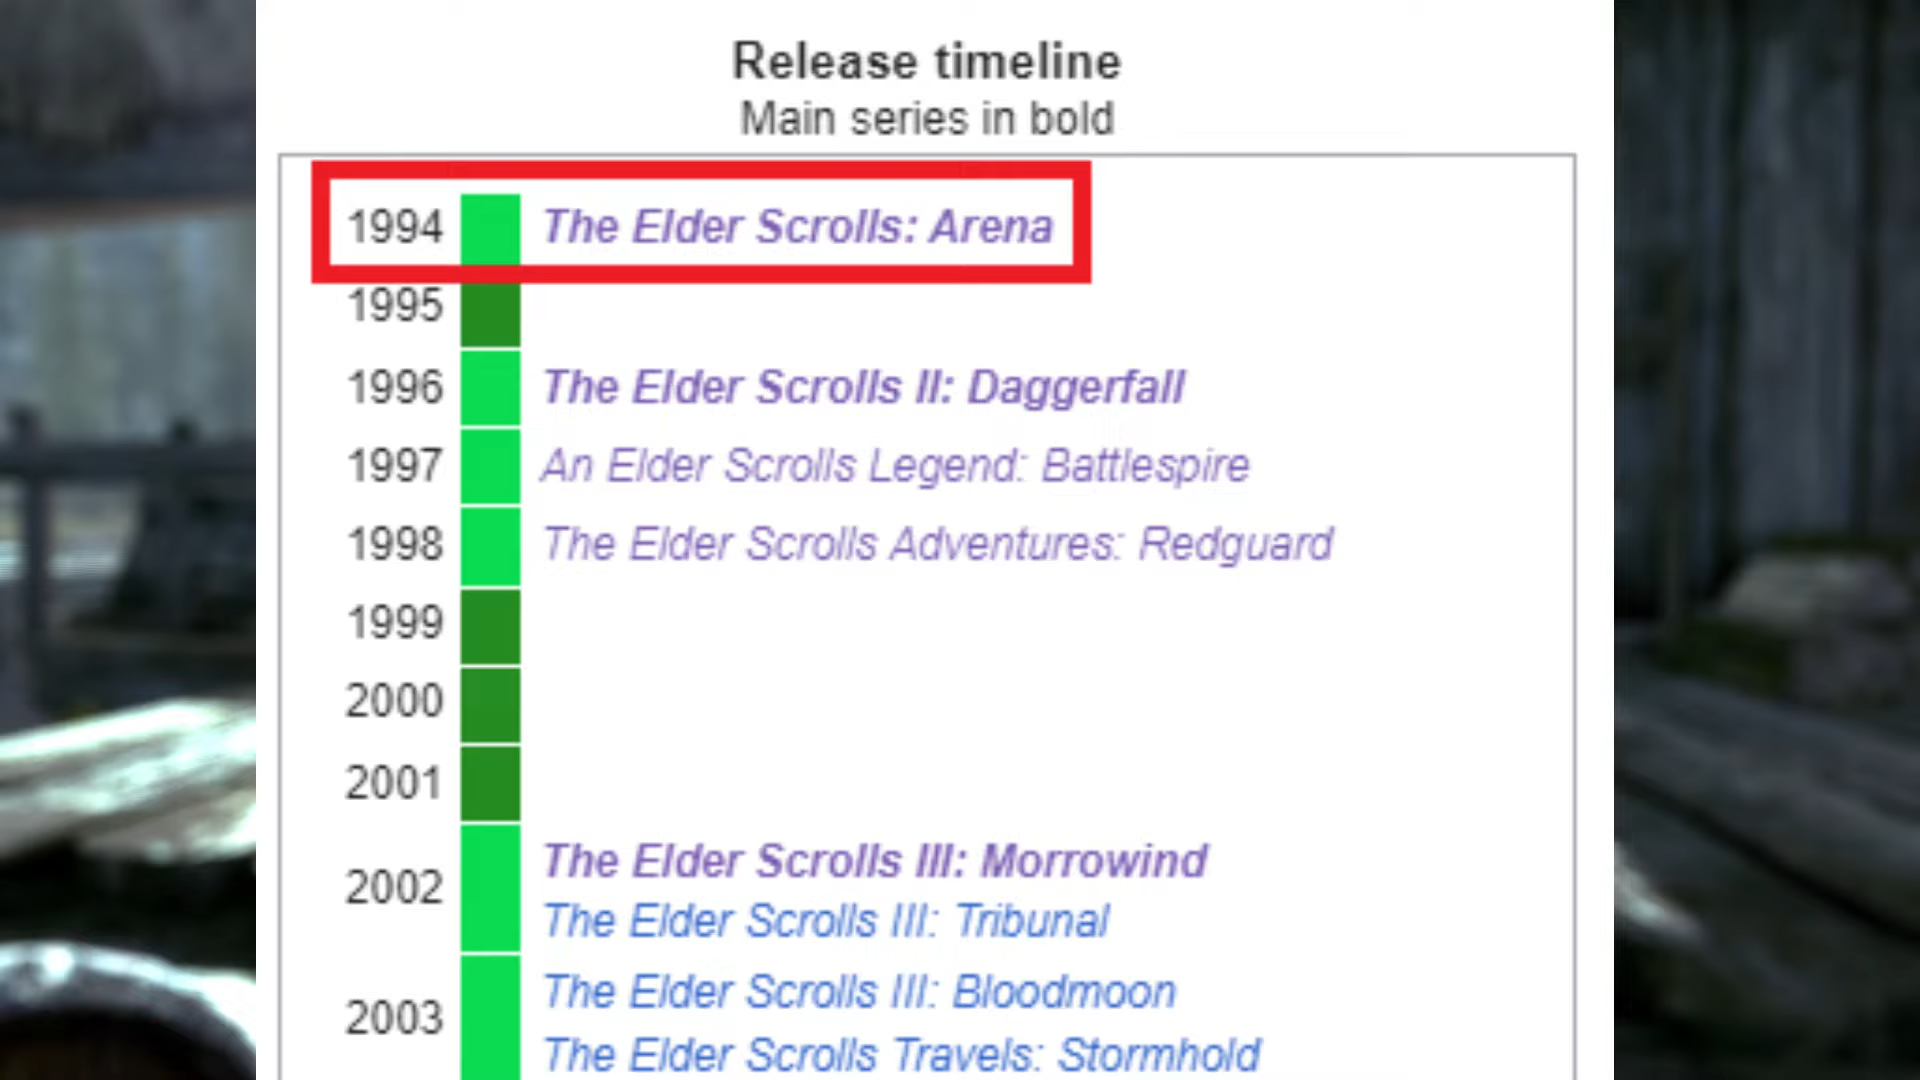 Release timeline
Main series in bold
1994 The Elder Scrolls: Arena
1995
1996 The Elder Scrolls II: Daggerfall
1997 An Elder Scrolls Legend: Battlespire
1998 The Elder Scrolls Adventures: Redguard
1999
2000
2001
2002 The Elder Scrolls III: Morrowind
The Elder Scrolls III: Tribunal
2003 The Elder Scrolls III: Bloodmoon
The Elder Scrolls Travels: Stormhold